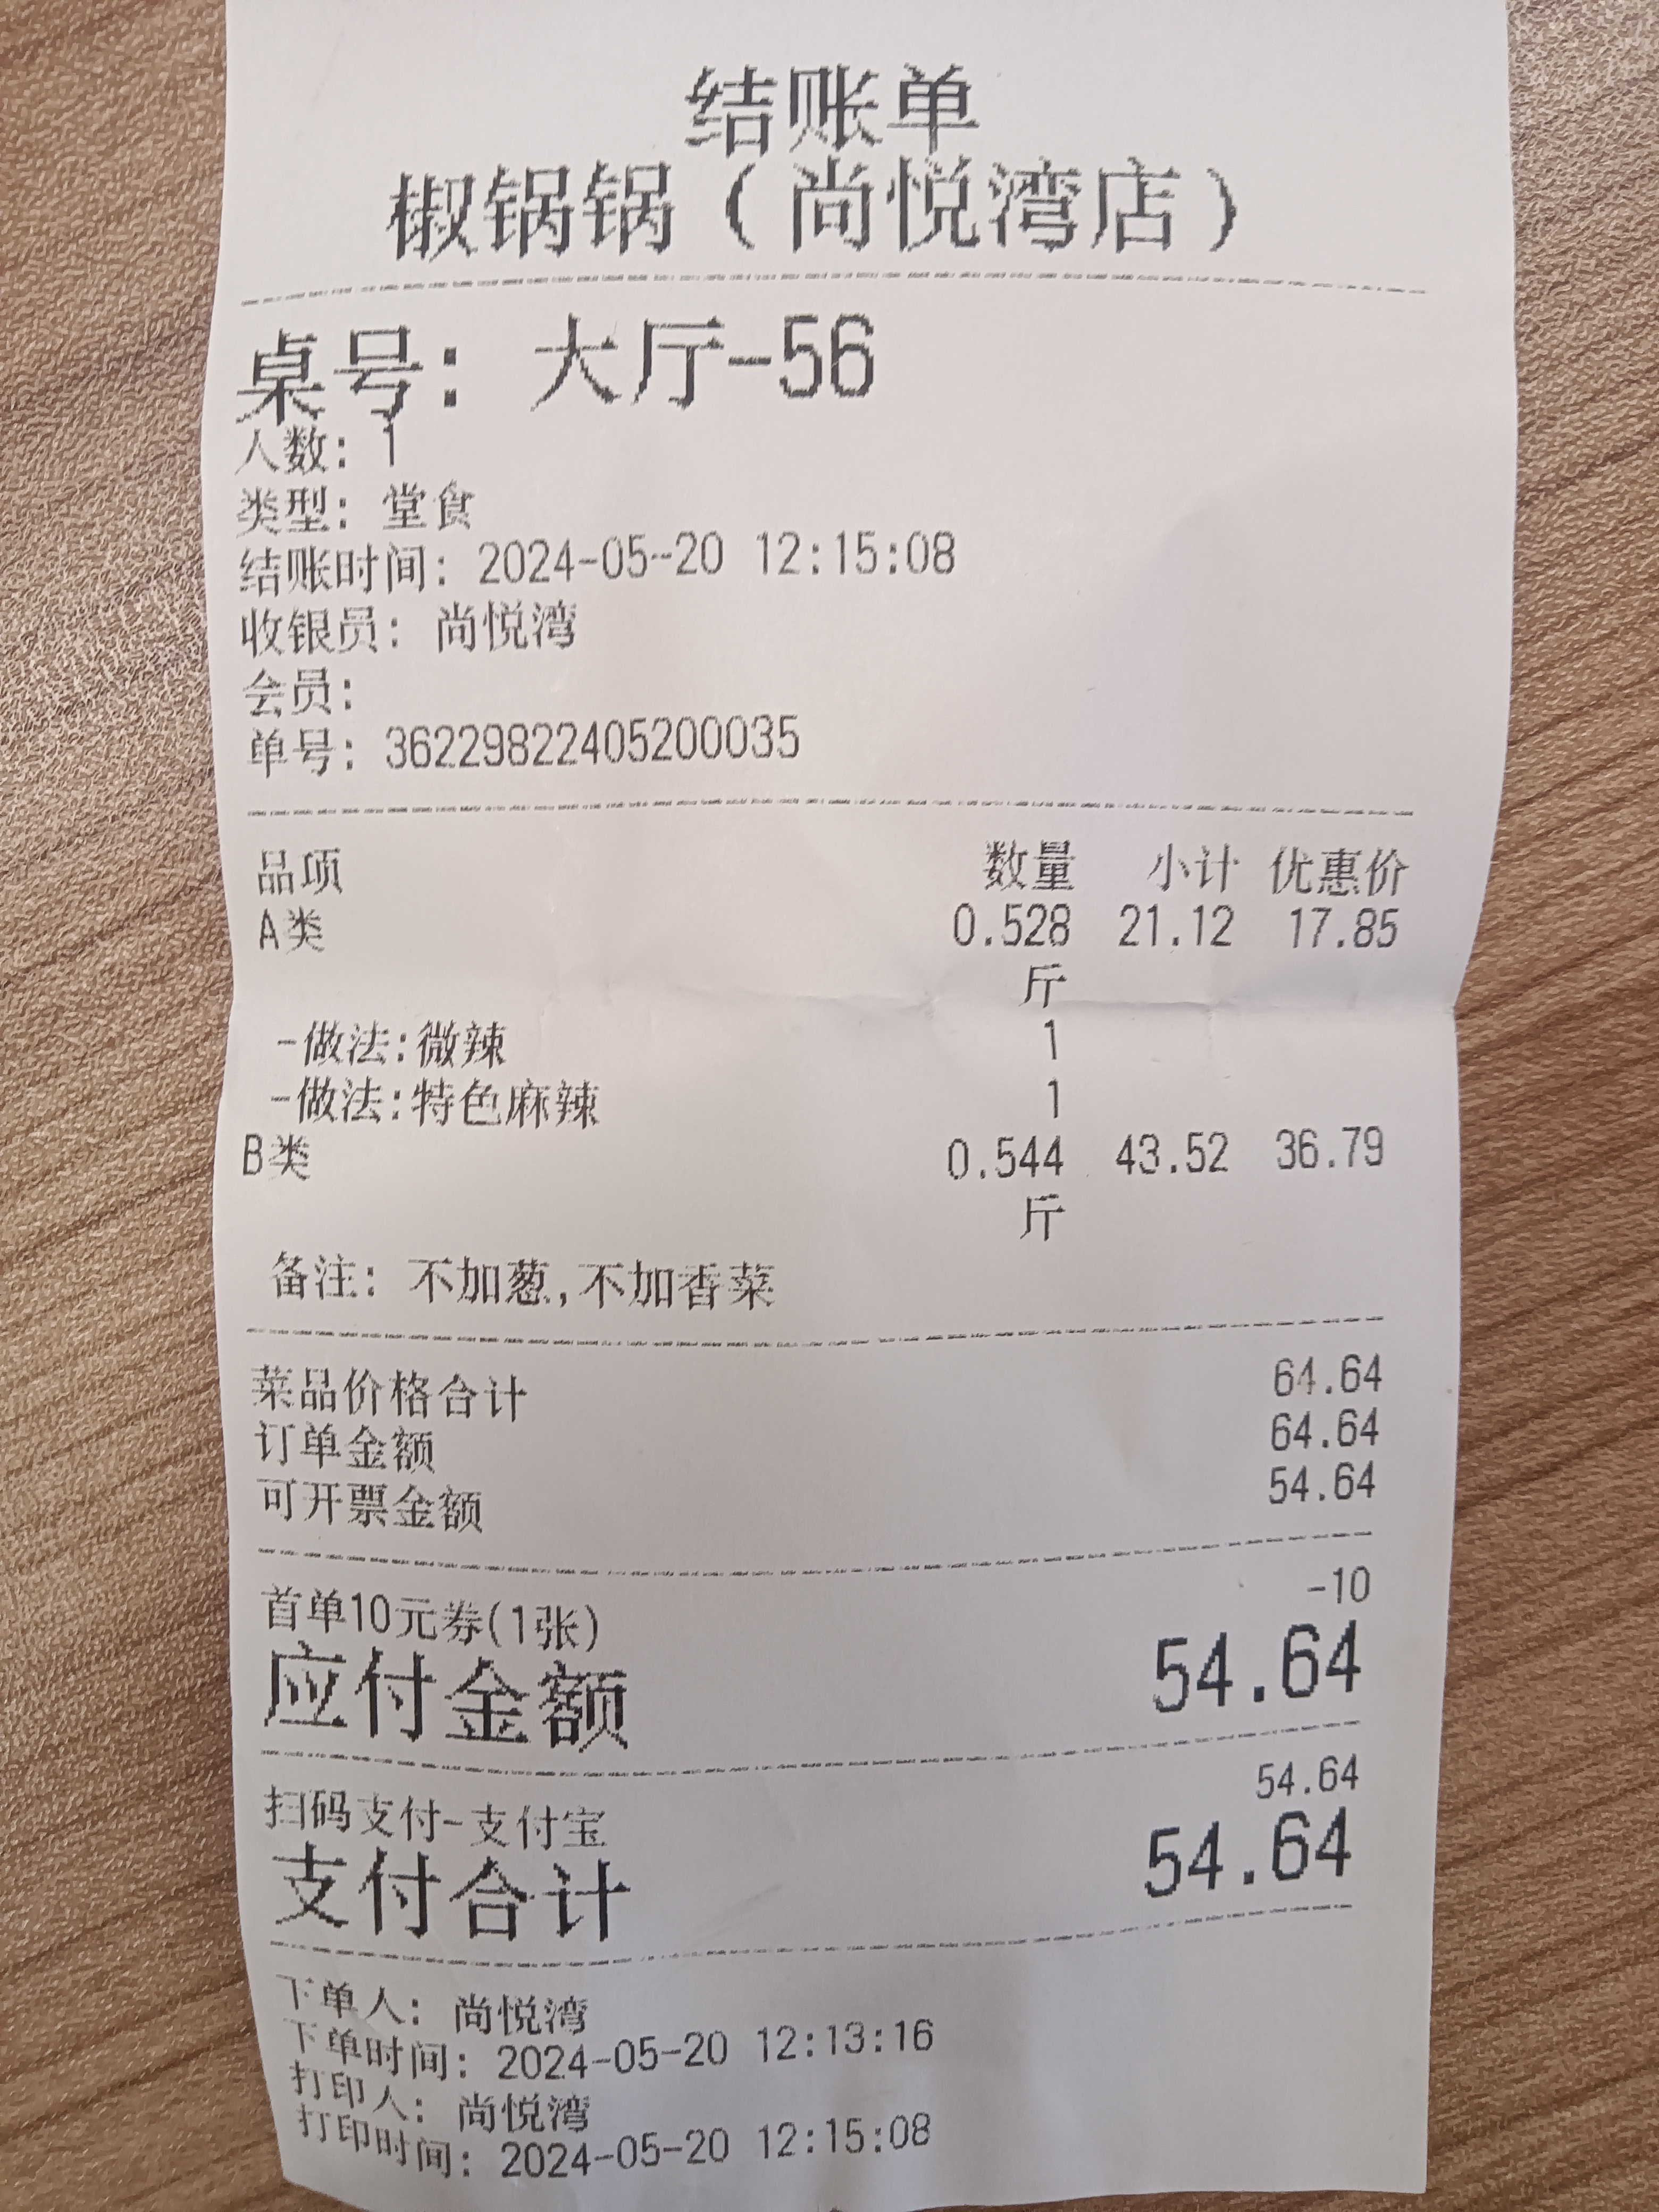 结账单
椒锅锅（尚悦湾店）
桌号：大厅-56
人数：1
类型：堂食
结账时间：2024-05-20 12:15:08
收银员：尚悦湾
会员：
单号：36229822405200035
品项 数量 小计 优惠价
A类 0.528 21.12 17.85
斤
-做法:微辣 1
-做法:特色麻辣 1
B类 0.544 43.52 36.79
斤
备注：不加葱,不加香菜
菜品价格合计 64.64
订单金额 64.64
可开票金额 54.64
首单10元券(1张) -10
应付金额 54.64
扫码支付-支付宝 54.64
支付合计 54.64
下单人：尚悦湾
下单时间：2024-05-20 12:13:16
打印人：尚悦湾
打印时间：2024-05-20 12:15:08